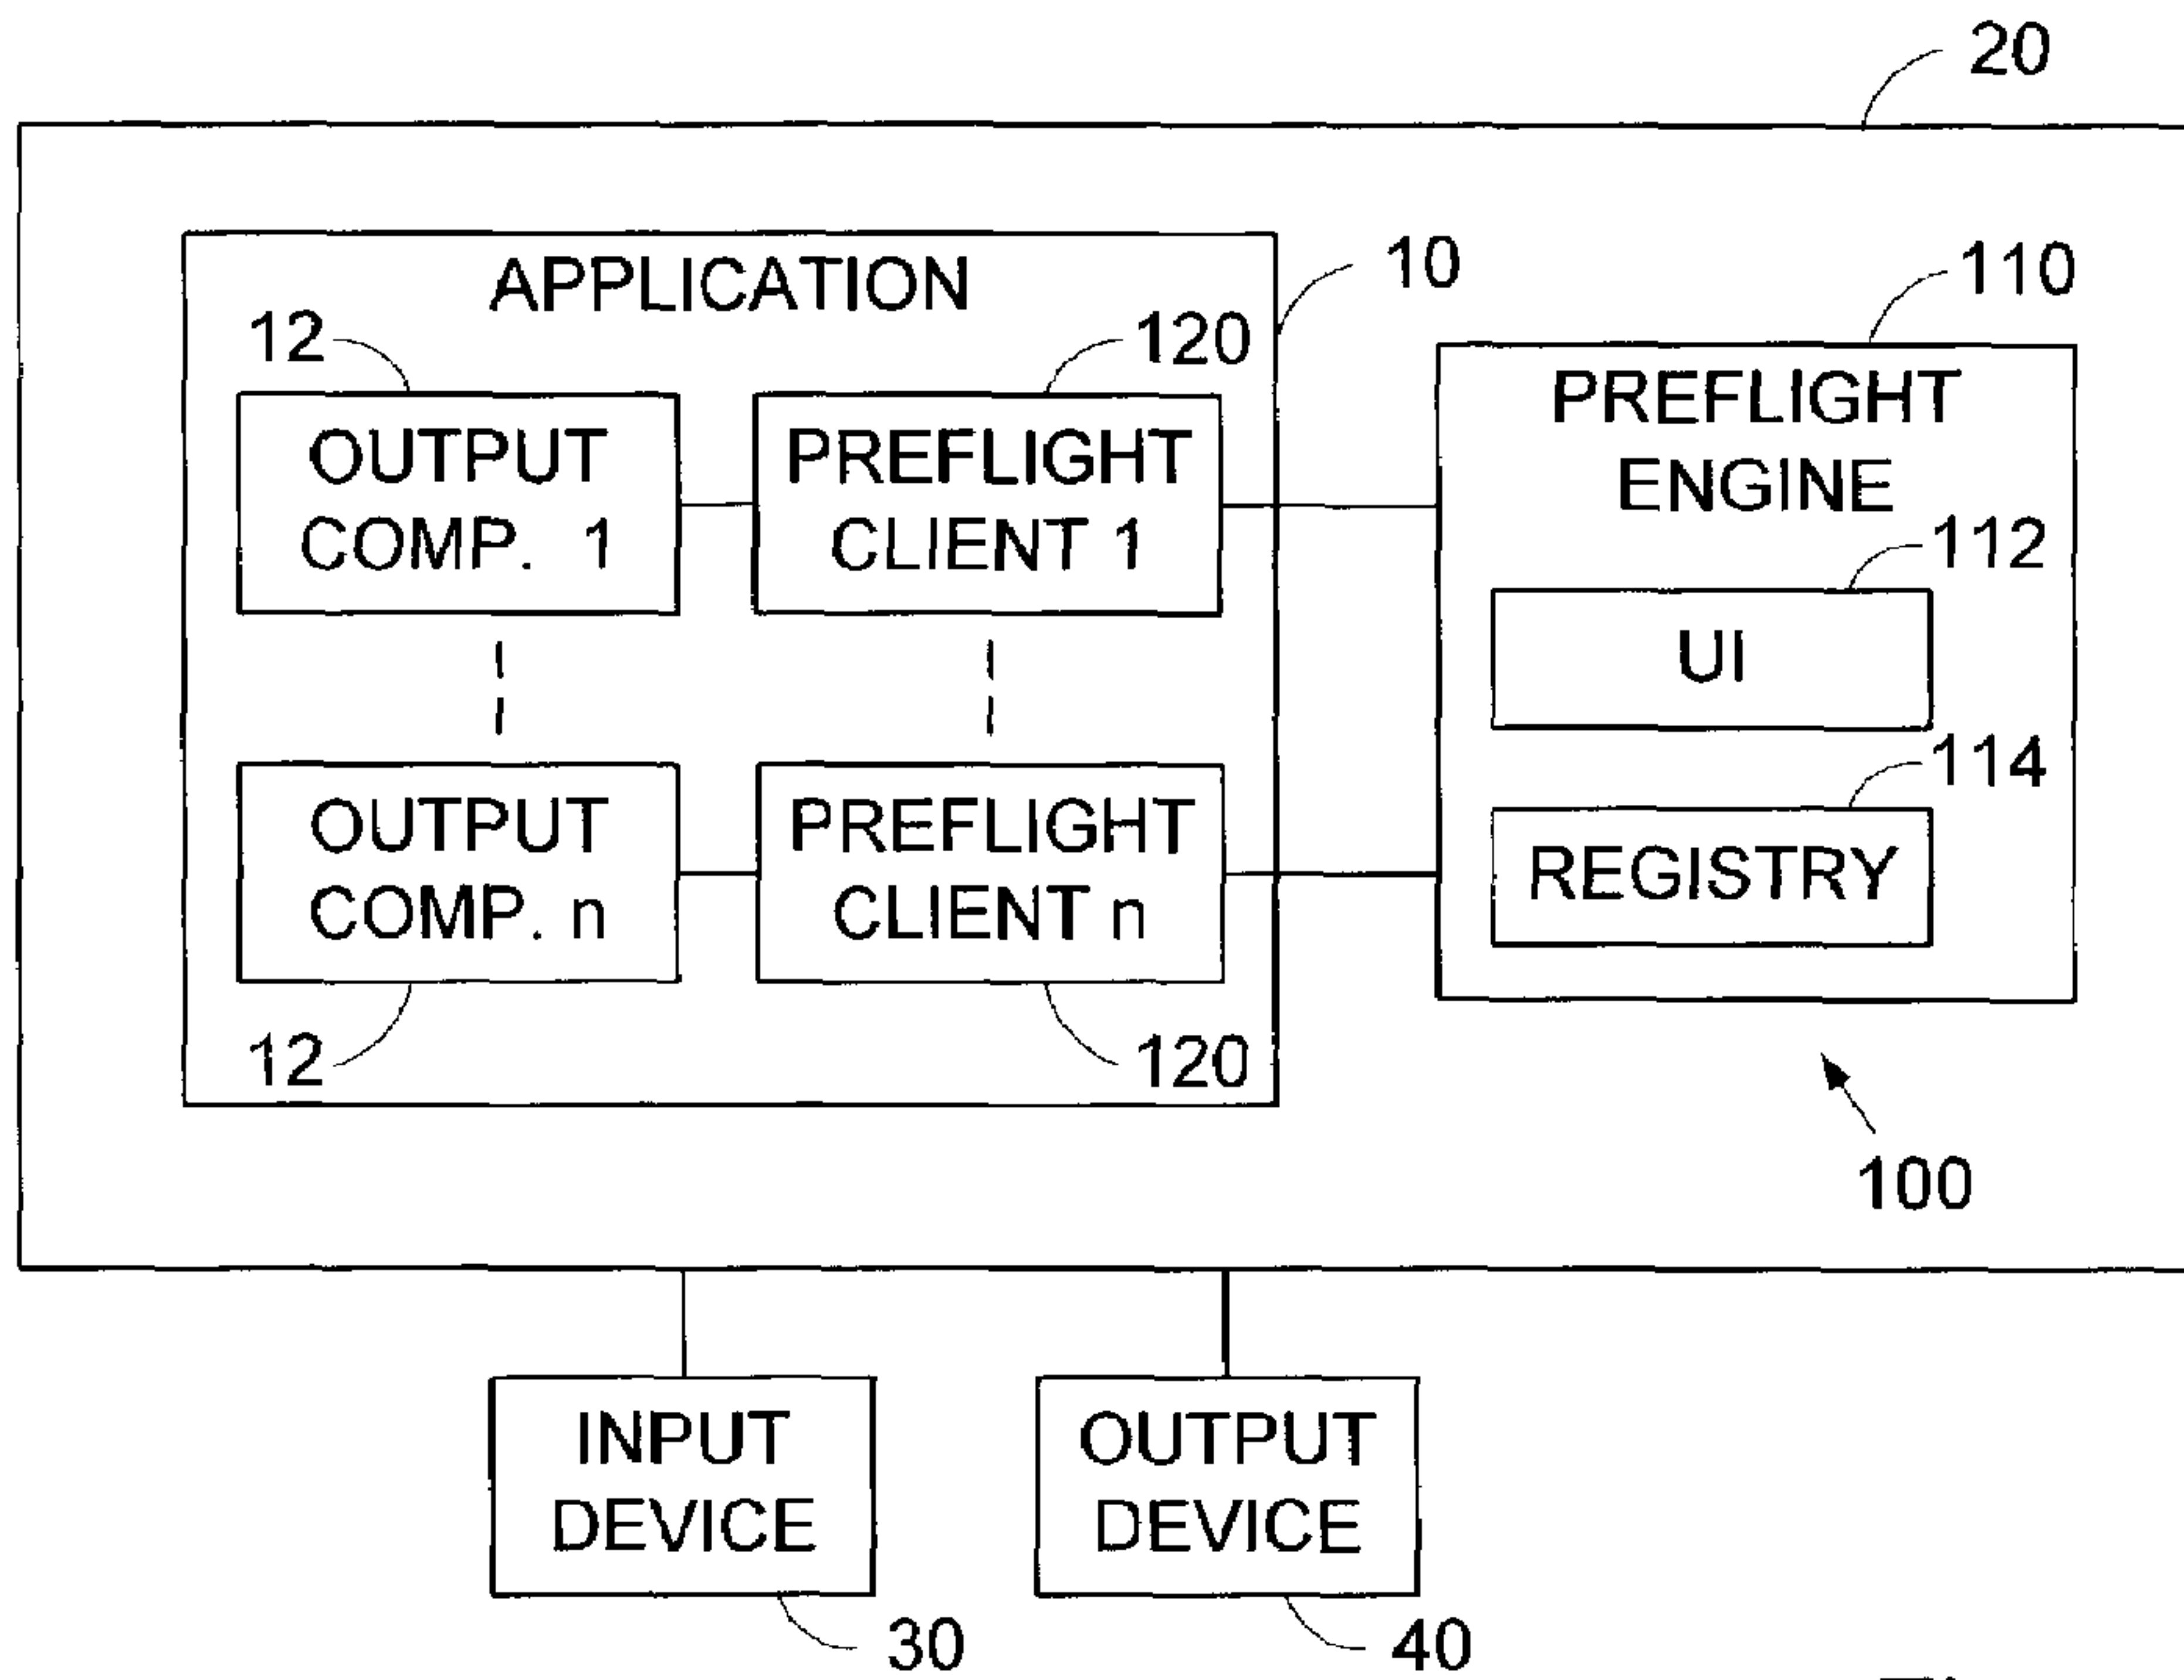 20
APPLICATION
10
110
12
120
PREFLIGHT
ENGINE
OUTPUT
COMP. 1
PREFLIGHT
CLIENT 1
112
UI
114
OUTPUT
COMP. n
PREFLIGHT
CLIENT n
REGISTRY
12
120
100
INPUT
DEVICE
OUTPUT
DEVICE
30
40